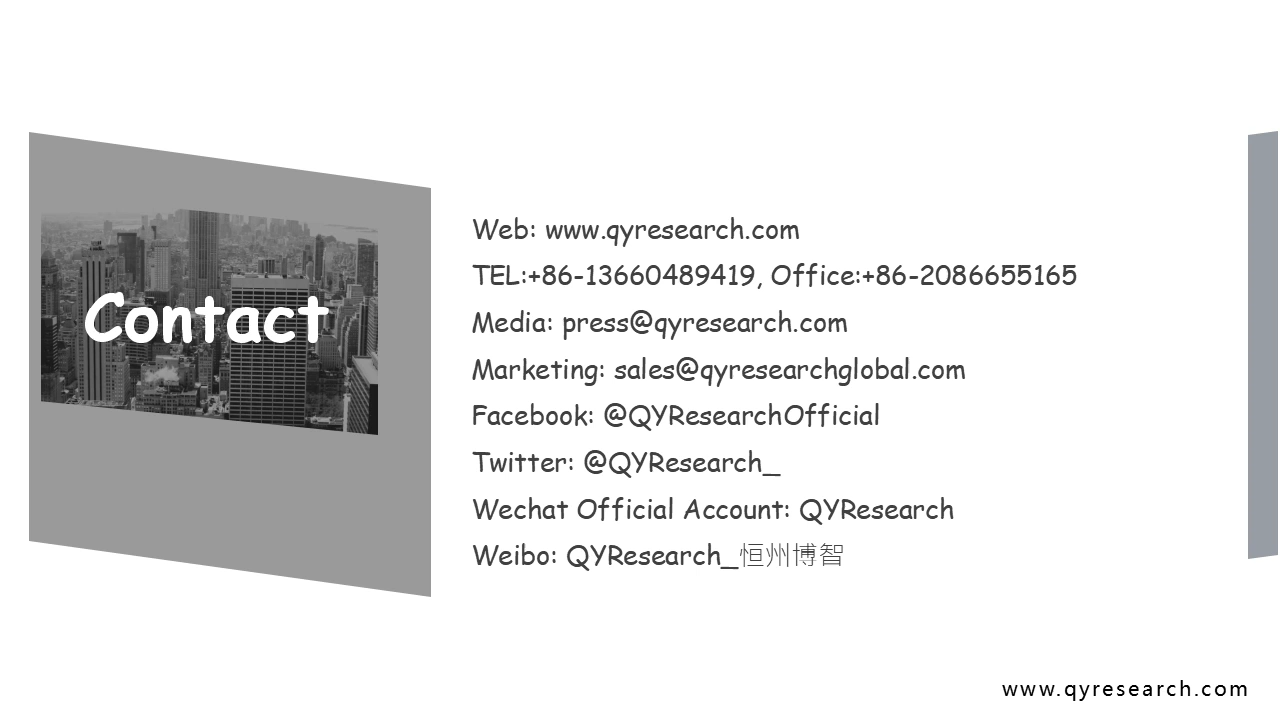 Contact
Web: www.qyresearch.com
TEL:+86-13660489419, Office:+86-2086655165
Media: press@qyresearch.com
Marketing: sales@qyresearchglobal.com
Facebook: @QYResearchOfficial
Twitter: @QYResearch_
Wechat Official Account: QYResearch
Weibo: QYResearch_恒州博智
www.qyresearch.com